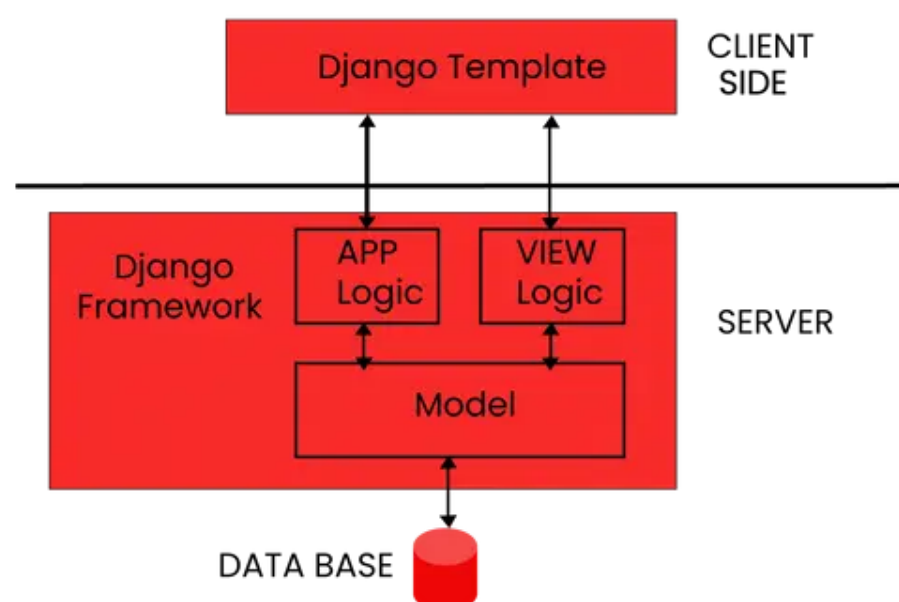 Django Template
CLIENT
SIDE
Django
Framework
APP
Logic
VIEW
Logic
SERVER
Model
DATA BASE